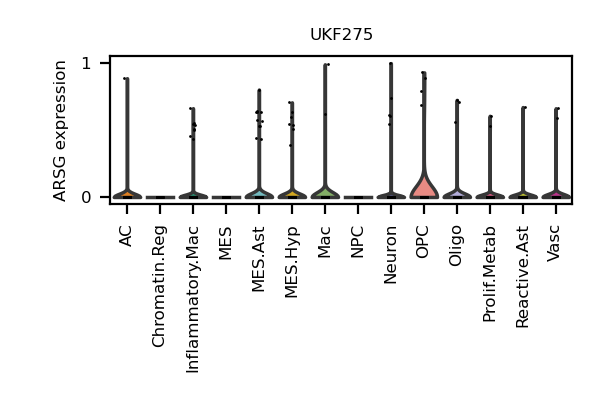 UKF275
ARSG expression
1
0
AC
Chromatin.Reg
Inflammatory.Mac
MES
MES.Ast
MES.Hyp
Mac
NPC
Neuron
OPC
Oligo
Prolif.Metab
Reactive.Ast
Vasc